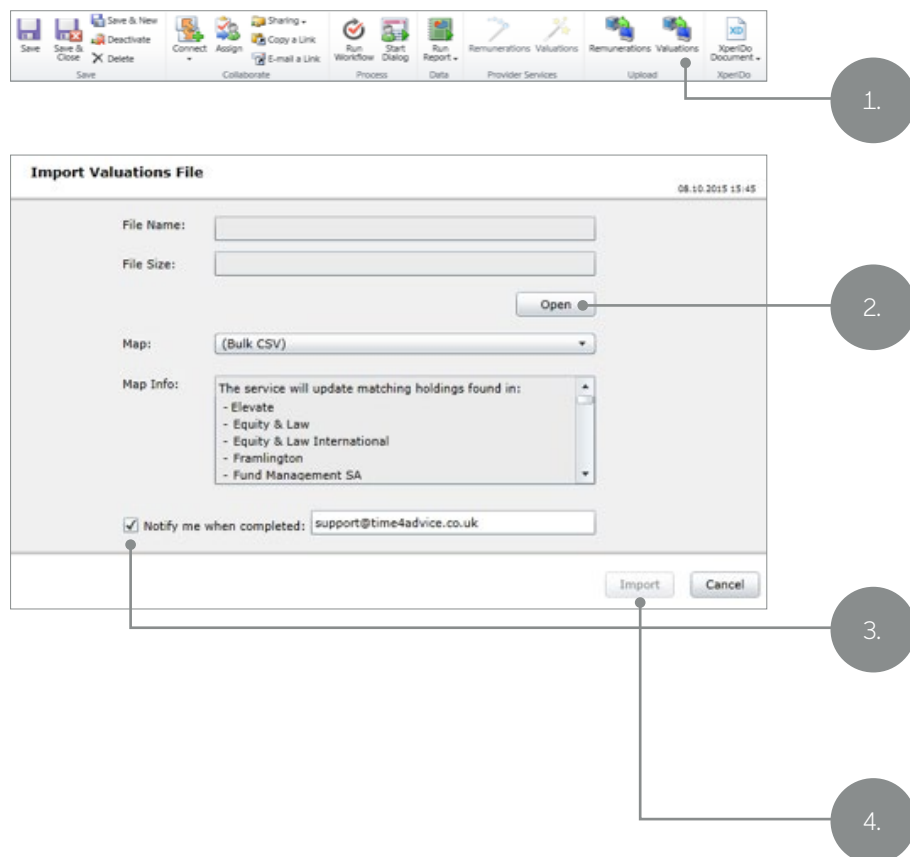 Save
Save & Close
Save & New
Deactivate
Delete
Save
Connect
Assign
Sharing
Copy a Link
E-mail a Link
Collaborate
Run Workflow
Start Dialog
Process
Run Report
Data
Remunerations
Valuations
Provider Services
Remunerations
Valuations
Upload
XD
XperiDo Document
XperiDo
1.
Import Valuations File
08.10.2015 15:45
File Name:
File Size:
Open
2.
Map: (Bulk CSV)
Map Info: The service will update matching holdings found in:
- Elevate
- Equity & Law
- Equity & Law International
- Framlington
- Fund Management SA
Notify me when completed: support@time4advice.co.uk
Import Cancel
3.
4.